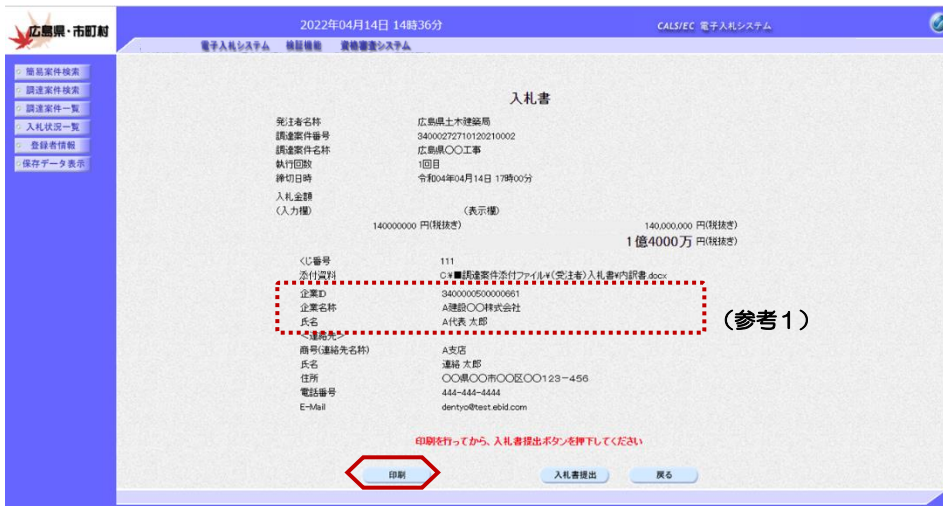 広島県・市町村
2022年04月14日 14時36分
CALS/EC 電子入札システム
電子入札システム 検証機能 資格審査システム
簡易案件検索
調達案件検索
調達案件一覧
入札状況一覧
登録者情報
保存データ表示
入札書
発注者名称 広島県土木建築局
調達案件番号 34000272710120210002
調達案件名称 広島県〇〇工事
執行回数 1回目
締切日時 令和04年04月14日 17時00分
入札金額
(入力欄) (表示欄)
140000000 円(税抜き) 140,000,000 円(税抜き)
1億4000万 円(税抜き)
くじ番号 111
添付資料 C¥■調達案件添付ファイル¥(受注者)入札書¥内訳書.docx
企業ID 3400000500000661
企業名称 A建設〇〇株式会社
氏名 A代表 太郎
(参考1)
<連絡先>
商号(連絡先名称) A支店
氏名 連絡 太郎
住所 〇〇県〇〇市〇〇区〇〇123-456
電話番号 444-444-4444
E-Mail dentyo@test.ebid.com
印刷を行ってから、入札書提出ボタンを押下してください
印刷 入札書提出 戻る